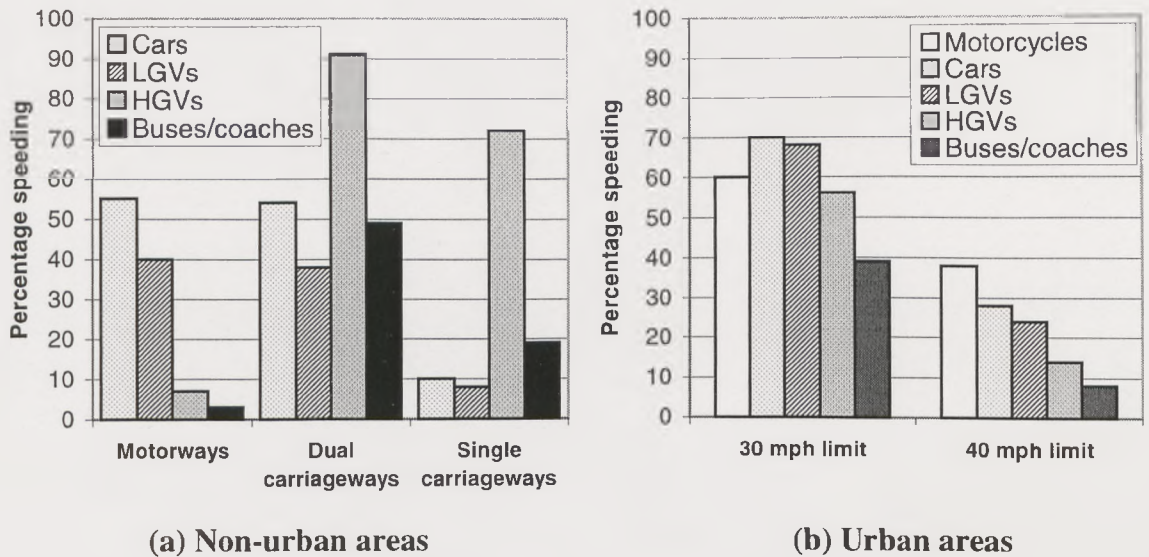 Percentage speeding
100
90
80
70
60
50
40
30
20
10
0
Cars
LGVs
HGVs
Buses/coaches
Motorways
Dual carriageways
Single carriageways
(a) Non-urban areas
Percentage speeding
100
90
80
70
60
50
40
30
20
10
0
Motorcycles
Cars
LGVs
HGVs
Buses/coaches
30 mph limit
40 mph limit
(b) Urban areas